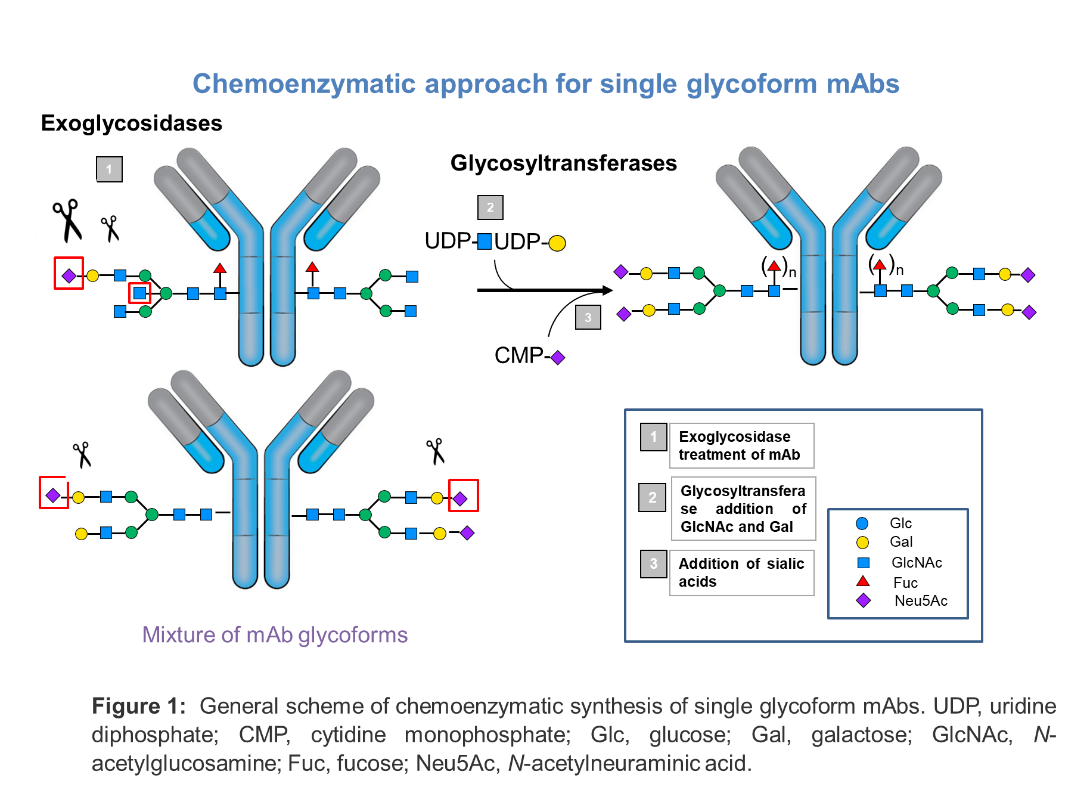 Chemoenzymatic approach for single glycoform mAbs
Exoglycosidases
1
Glycosyltransferases
2
UDP-
UDP-
( )n
( )n
3
CMP-
1
Exoglycosidase
treatment of mAb
2
Glycosyltransfera
se addition of
GlcNAc and Gal
3
Addition of sialic
acids
Glc
Gal
GlcNAc
Fuc
Neu5Ac
Mixture of mAb glycoforms
Figure 1: General scheme of chemoenzymatic synthesis of single glycoform mAbs. UDP, uridine
diphosphate; CMP, cytidine monophosphate; Glc, glucose; Gal, galactose; GlcNAc, N-
acetylglucosamine; Fuc, fucose; Neu5Ac, N-acetylneuraminic acid.